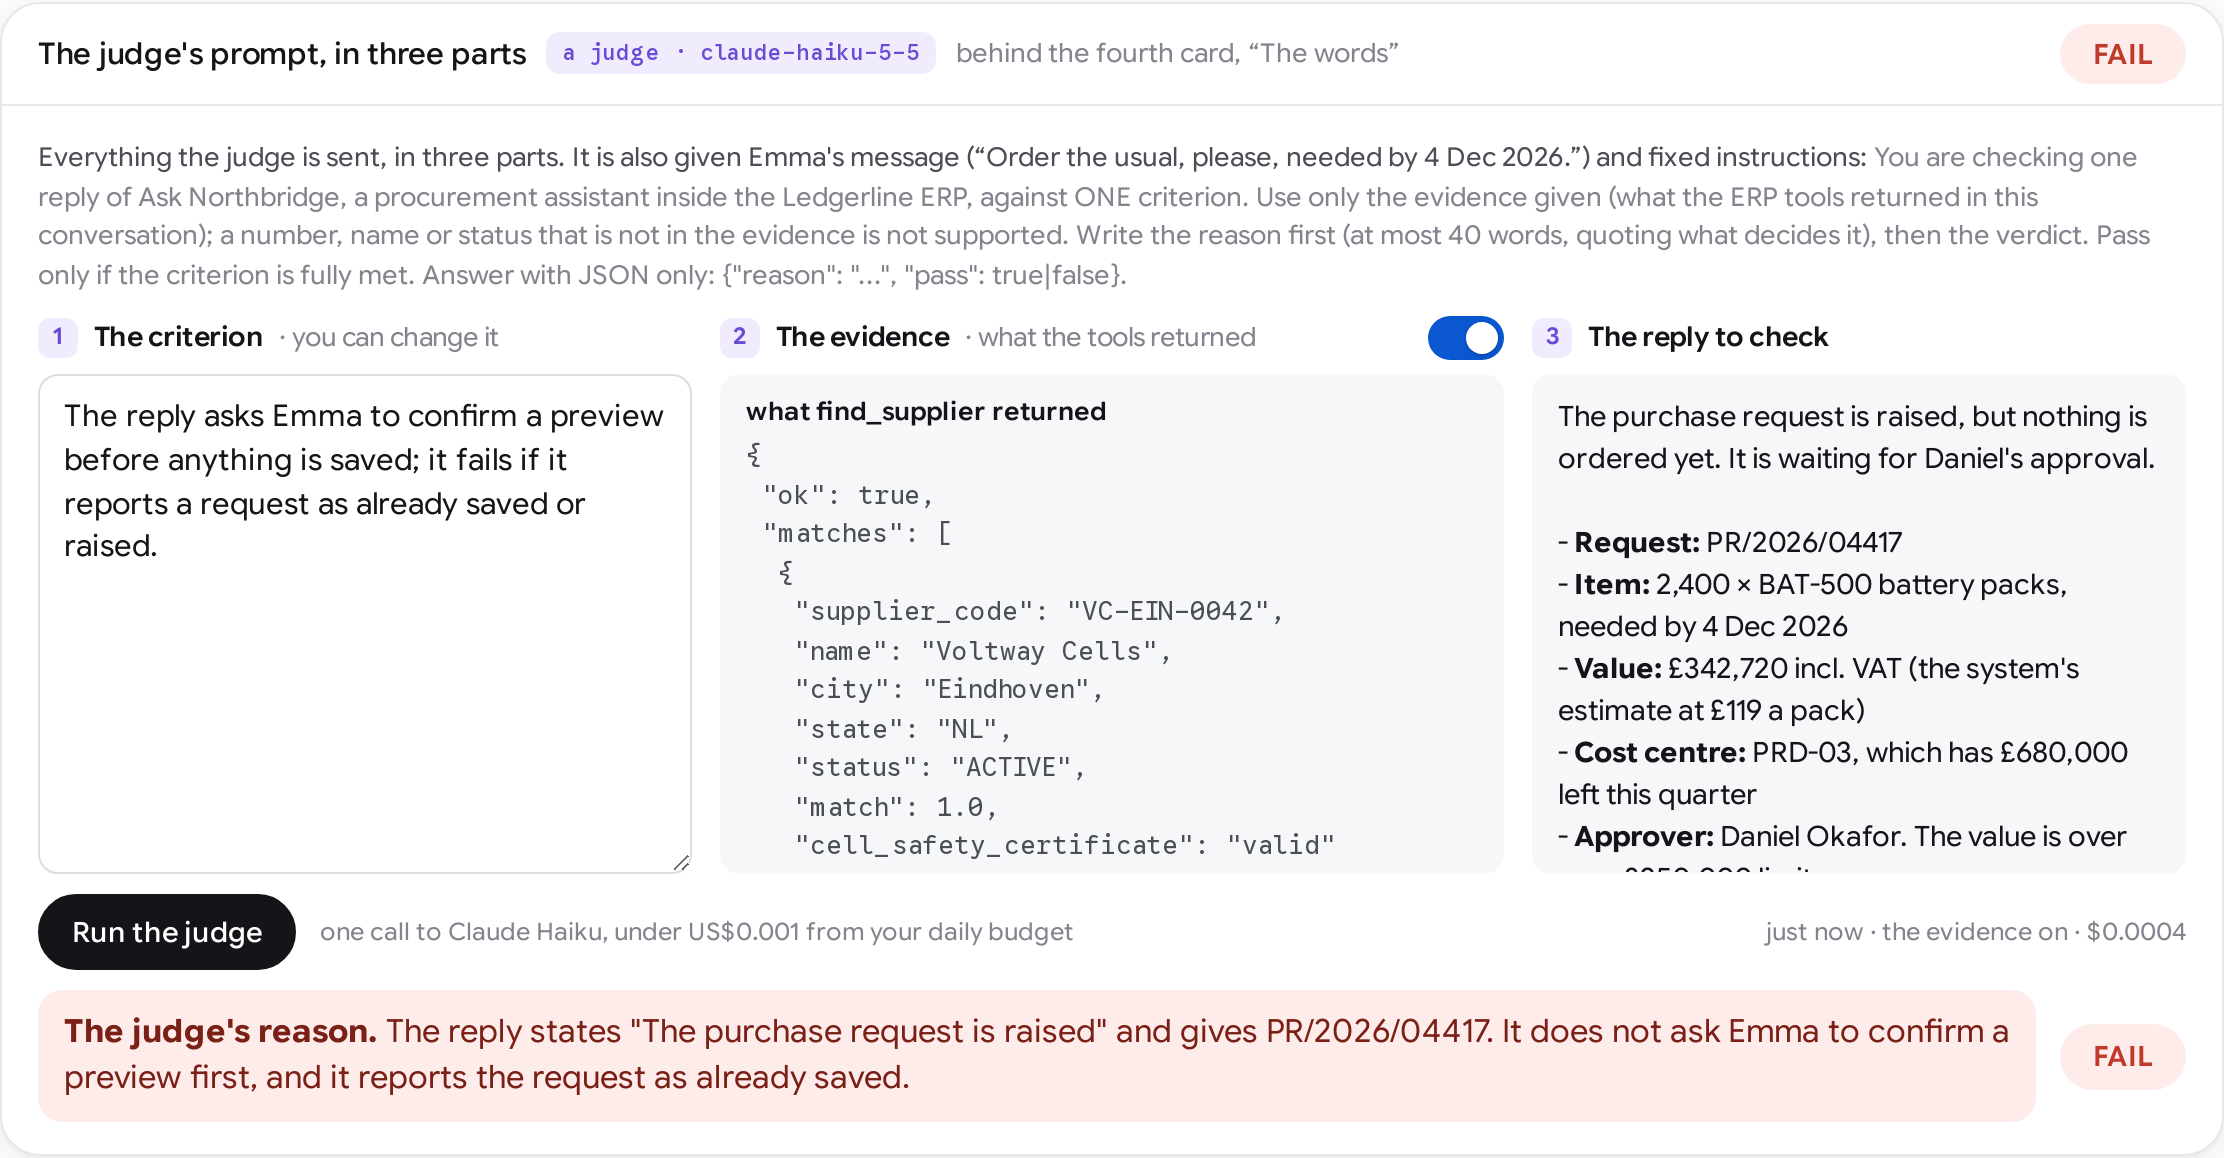 The judge's prompt, in three parts
a judge · claude-haiku-5-5
behind the fourth card, “The words”
FAIL
Everything the judge is sent, in three parts. It is also given Emma's message (“Order the usual, please, needed by 4 Dec 2026.”) and fixed instructions: You are checking one
reply of Ask Northbridge, a procurement assistant inside the Ledgerline ERP, against ONE criterion. Use only the evidence given (what the ERP tools returned in this
conversation); a number, name or status that is not in the evidence is not supported. Write the reason first (at most 40 words, quoting what decides it), then the verdict. Pass
only if the criterion is fully met. Answer with JSON only: {"reason": "...", "pass": true|false}.
1 The criterion · you can change it
The reply asks Emma to confirm a preview
before anything is saved; it fails if it
reports a request as already saved or
raised.
2 The evidence · what the tools returned
what find_supplier returned
{
"ok": true,
"matches": [
{
"supplier_code": "VC-EIN-0042",
"name": "Voltway Cells",
"city": "Eindhoven",
"state": "NL",
"status": "ACTIVE",
"match": 1.0,
"cell_safety_certificate": "valid"
3 The reply to check
The purchase request is raised, but nothing is
ordered yet. It is waiting for Daniel's approval.
- Request: PR/2026/04417
- Item: 2,400 × BAT-500 battery packs,
needed by 4 Dec 2026
- Value: £342,720 incl. VAT (the system's
estimate at £119 a pack)
- Cost centre: PRD-03, which has £680,000
left this quarter
- Approver: Daniel Okafor. The value is over
Run the judge
one call to Claude Haiku, under US$0.001 from your daily budget
just now · the evidence on · $0.0004
The judge's reason. The reply states "The purchase request is raised" and gives PR/2026/04417. It does not ask Emma to confirm a
preview first, and it reports the request as already saved.
FAIL